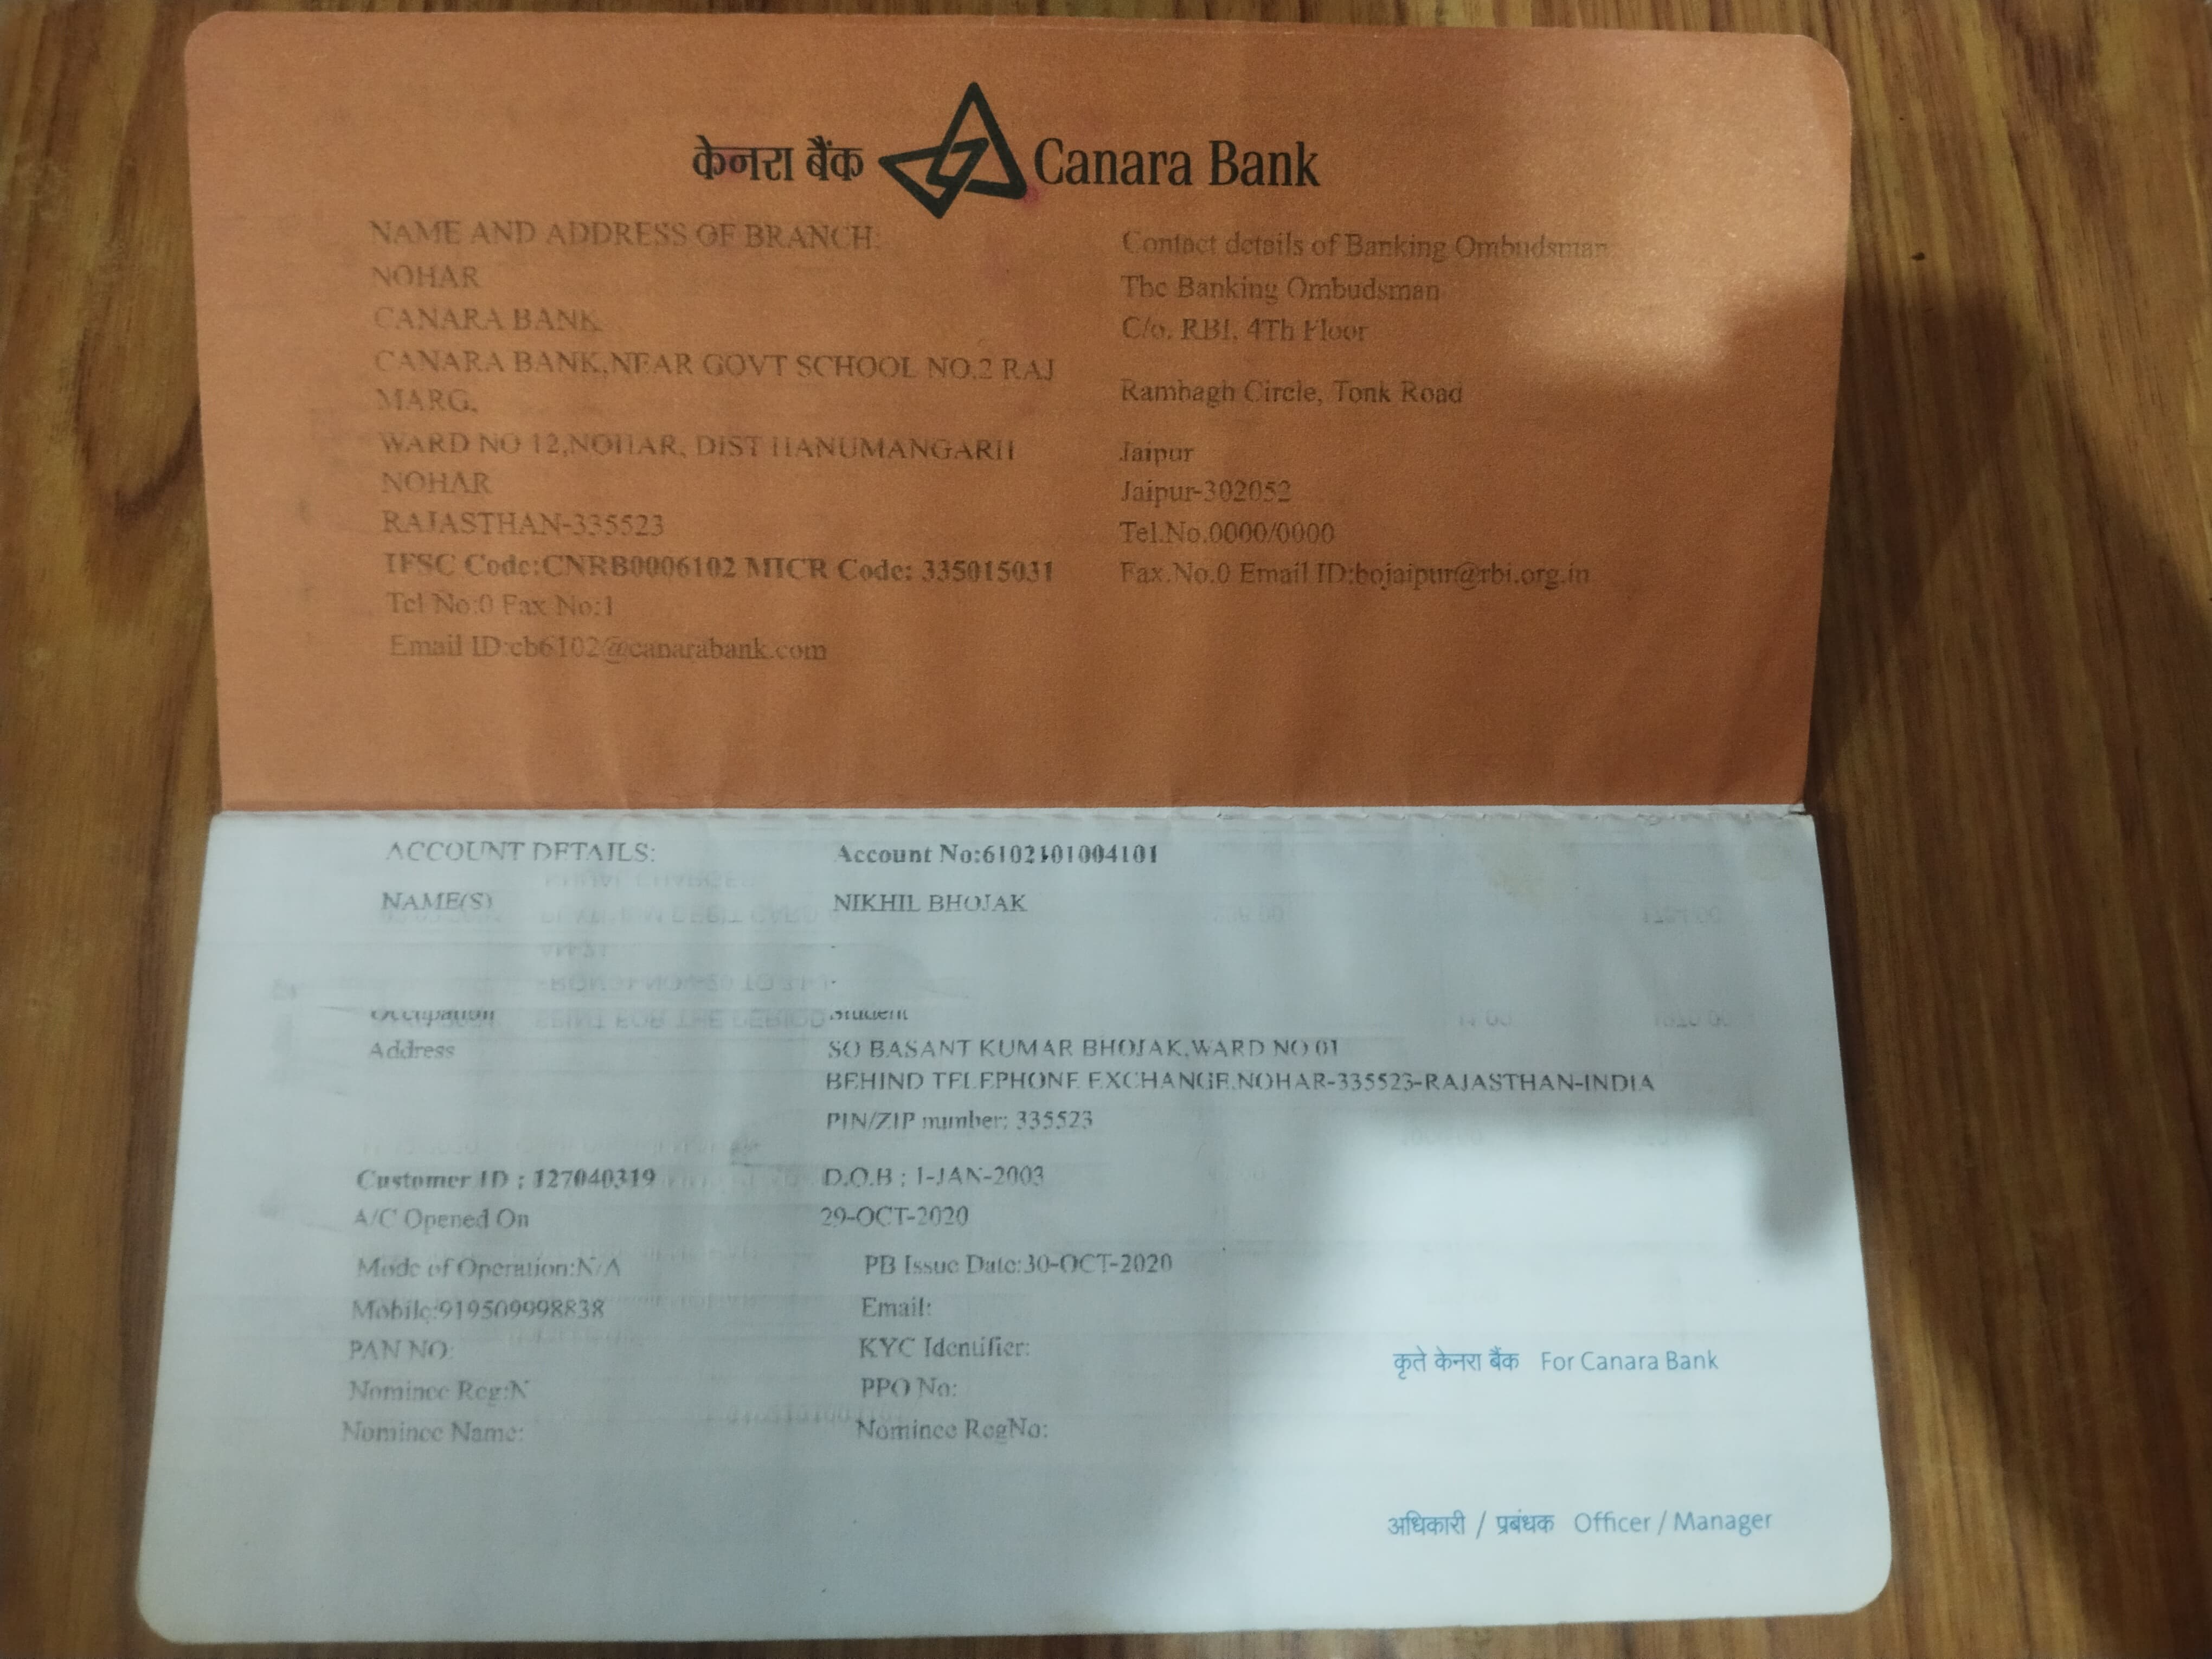 केनरा बैंक Canara Bank
NAME AND ADDRESS OF BRANCH:
NOHAR
CANARA BANK
CANARA BANK,NEAR GOVT SCHOOL NO.2 RAJ
MARG,
WARD NO 12,NOHAR, DIST HANUMANGARH
NOHAR
RAJASTHAN-335523
IFSC Code:CNRB0006102 MICR Code: 335015031
Tel No:0 Fax No:1
Email ID:cb6102@canarabank.com
Contact details of Banking Ombudsman:
The Banking Ombudsman
C/o. RBI, 4Th Floor
Rambagh Circle, Tonk Road
Jaipur
Jaipur-302052
Tel.No.0000/0000
Fax.No.0 Email ID:bojaipur@rbi.org.in
ACCOUNT DETAILS: Account No:6102101004101
NAME(S) NIKHIL BHOJAK
Occupation Student
Address SO BASANT KUMAR BHOJAK,WARD NO 01
BEHIND TELEPHONE EXCHANGE,NOHAR-335523-RAJASTHAN-INDIA
PIN/ZIP number: 335523
Customer ID : 127040319 D.O.B : 1-JAN-2003
A/C Opened On 29-OCT-2020
Mode of Operation:N/A PB Issue Date:30-OCT-2020
Mobile:919509998838 Email:
PAN NO: KYC Identifier:
Nominee Reg:N PPO No:
Nominee Name: Nominee RegNo:
कृते केनरा बैंक For Canara Bank
अधिकारी / प्रबंधक Officer / Manager